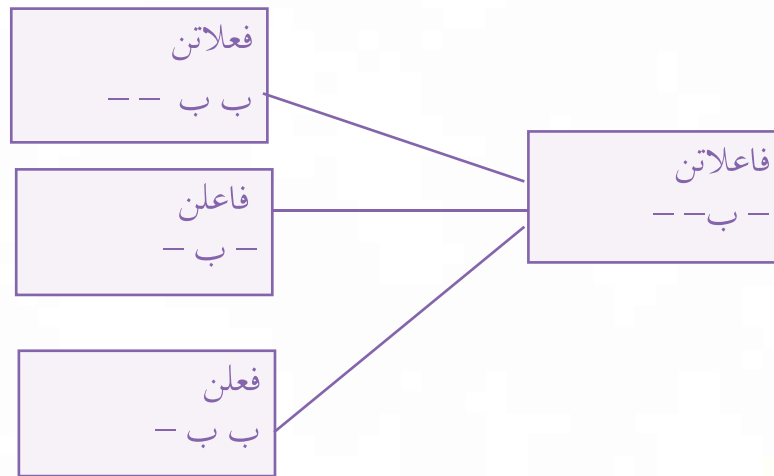 فاعلاتن
– ب– –
فعلاتن
ب ب – –
فاعلن
– ب –
فعلن
ب ب –